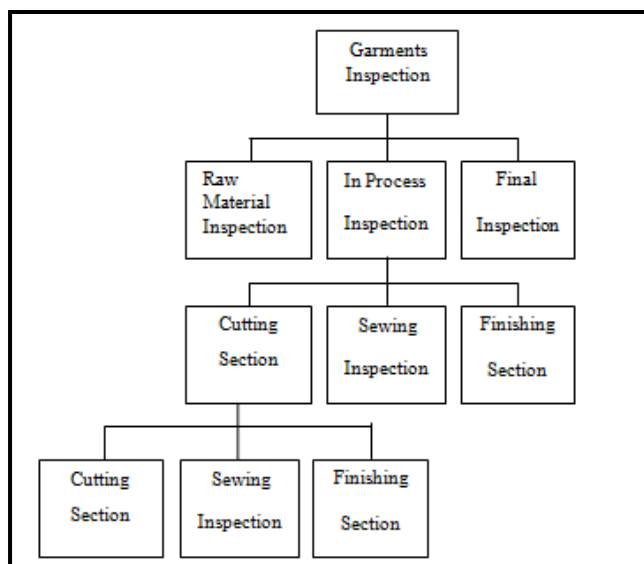 Garments
Inspection
Raw
Material
Inspection
In Process
Inspection
Final
Inspection
Cutting
Section
Sewing
Inspection
Finishing
Section
Cutting
Section
Sewing
Inspection
Finishing
Section